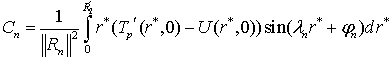 C_n = \frac{1}{\|R_n\|^2} \int_0^{R_0^*} r^* (T_p'(r^*,0) - U(r^*,0)) \sin(\lambda_n r^* + \varphi_n) dr^*